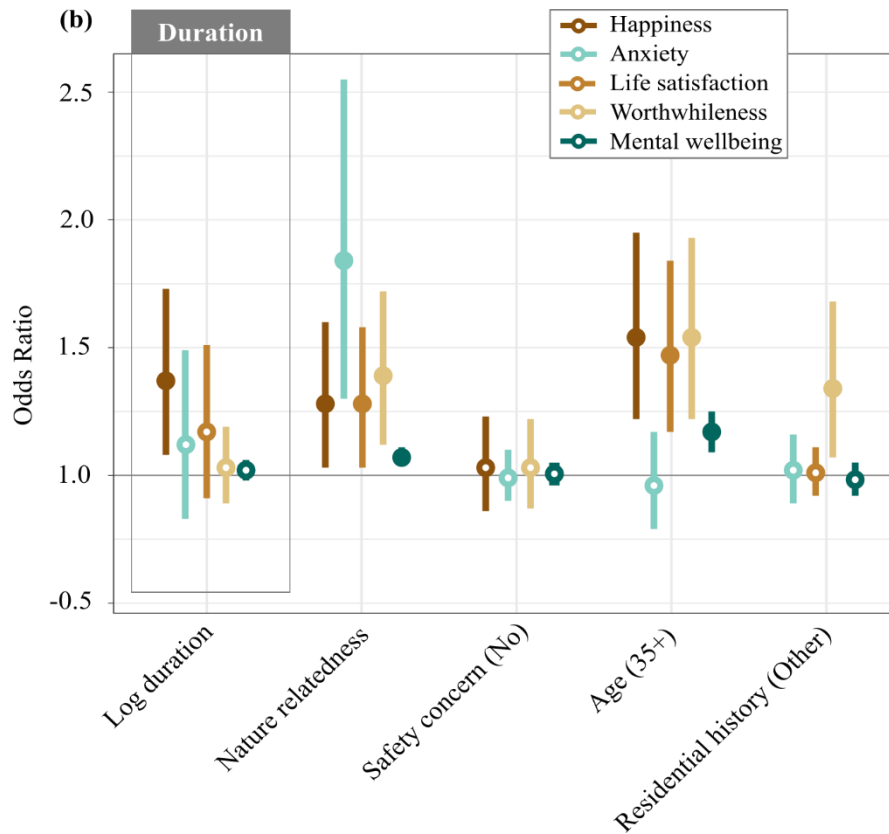 (b)
Duration
Happiness
Anxiety
Life satisfaction
Worthwhileness
Mental wellbeing
Odds Ratio
2.5
2.0
1.5
1.0
-0.5
Log duration
Nature relatedness
Safety concern (No)
Age (35+)
Residential history (Other)